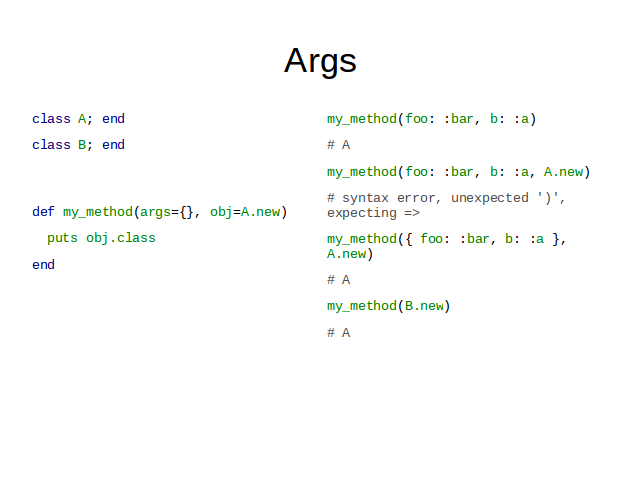 Args
class A; end
class B; end
def my_method(args={}, obj=A.new)
  puts obj.class
end
my_method(foo: :bar, b: :a)
# A
my_method(foo: :bar, b: :a, A.new)
# syntax error, unexpected ')',
expecting =>
my_method({ foo: :bar, b: :a },
A.new)
# A
my_method(B.new)
# A